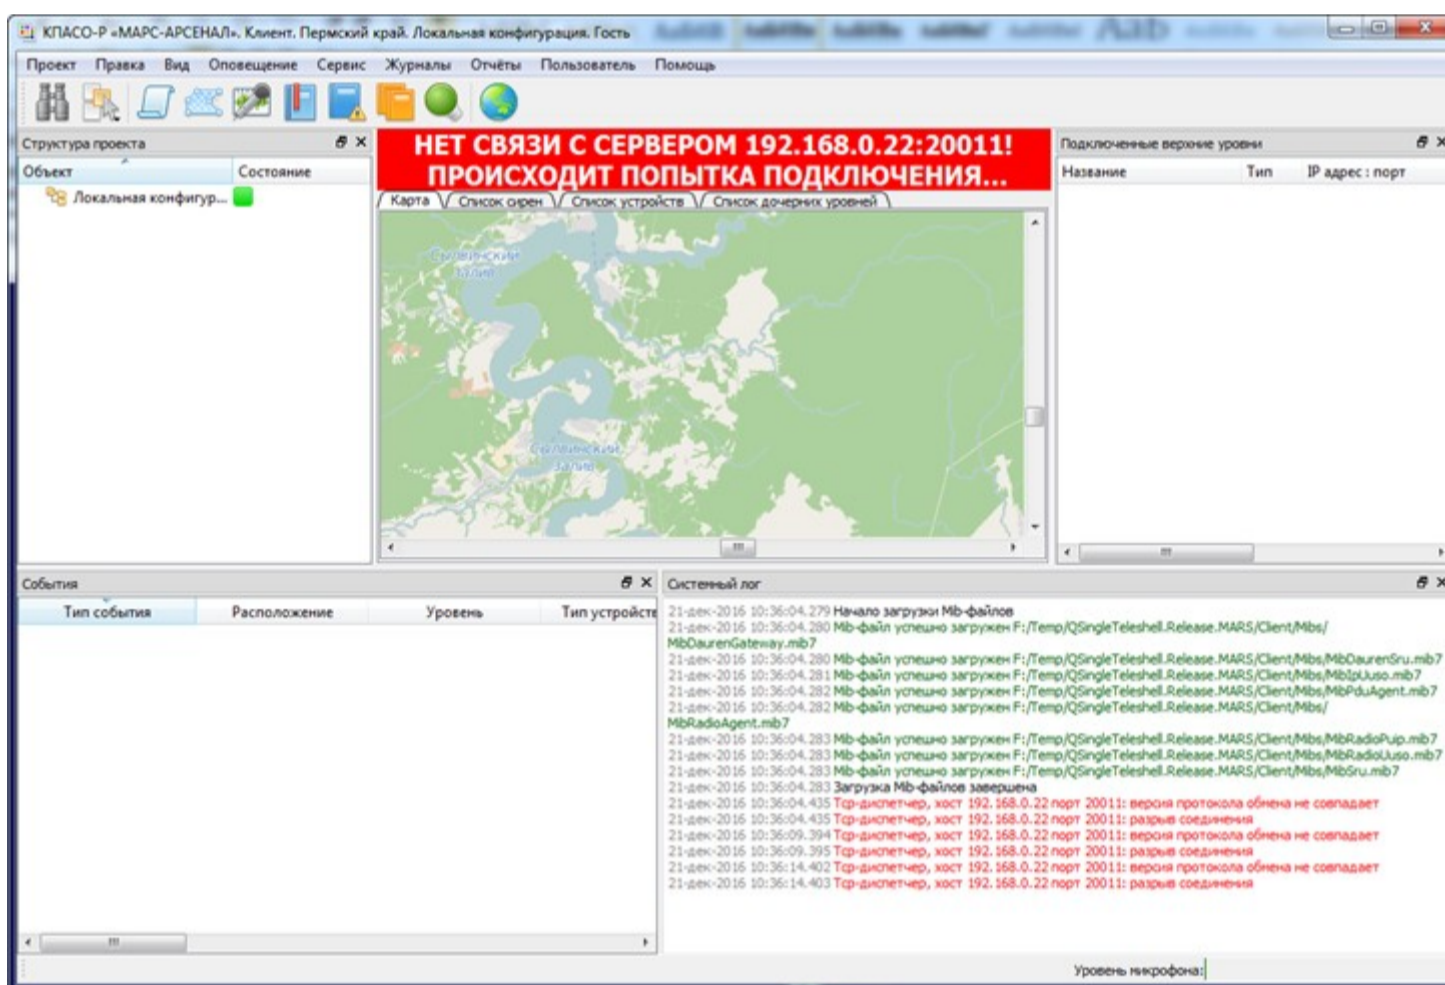 КПАСО-Р «МАРС-АРСЕНАЛ». Клиент. Пермский край. Локальная конфигурация. Гость
Проект Правка Вид Оповещение Сервис Журналы Отчёты Пользователь Помощь
Структура проекта
Объект Состояние
Локальная конфигур...
НЕТ СВЯЗИ С СЕРВЕРОМ 192.168.0.22:20011!
ПРОИСХОДИТ ПОПЫТКА ПОДКЛЮЧЕНИЯ...
Карта Список сирен Список устройств Список дочерних уровней
Сылвинский
залив
Сылвинский
залив
Подключенные верхние уровни
Название Тип IP адрес : порт
События
Тип события Расположение Уровень Тип устройств
Системный лог
21-дек-2016 10:36:04.279 Начало загрузки Mib-файлов
21-дек-2016 10:36:04.280 Mib-файл успешно загружен F:/Temp/QSingleTeleshell.Release.MARS/Client/Mibs/
MibDaurenGateway.mib7
21-дек-2016 10:36:04.280 Mib-файл успешно загружен F:/Temp/QSingleTeleshell.Release.MARS/Client/Mibs/MibDaurenSru.mib7
21-дек-2016 10:36:04.281 Mib-файл успешно загружен F:/Temp/QSingleTeleshell.Release.MARS/Client/Mibs/MibIpUuso.mib7
21-дек-2016 10:36:04.282 Mib-файл успешно загружен F:/Temp/QSingleTeleshell.Release.MARS/Client/Mibs/MibPduAgent.mib7
21-дек-2016 10:36:04.282 Mib-файл успешно загружен F:/Temp/QSingleTeleshell.Release.MARS/Client/Mibs/
MibRadioAgent.mib7
21-дек-2016 10:36:04.283 Mib-файл успешно загружен F:/Temp/QSingleTeleshell.Release.MARS/Client/Mibs/MibRadioPuip.mib7
21-дек-2016 10:36:04.283 Mib-файл успешно загружен F:/Temp/QSingleTeleshell.Release.MARS/Client/Mibs/MibRadioUuso.mib7
21-дек-2016 10:36:04.283 Mib-файл успешно загружен F:/Temp/QSingleTeleshell.Release.MARS/Client/Mibs/MibSru.mib7
21-дек-2016 10:36:04.283 Загрузка Mib-файлов завершена
21-дек-2016 10:36:04.435 Tcp-диспетчер, хост 192.168.0.22 порт 20011: версия протокола обмена не совпадает
21-дек-2016 10:36:04.435 Tcp-диспетчер, хост 192.168.0.22 порт 20011: разрыв соединения
21-дек-2016 10:36:09.394 Tcp-диспетчер, хост 192.168.0.22 порт 20011: версия протокола обмена не совпадает
21-дек-2016 10:36:09.395 Tcp-диспетчер, хост 192.168.0.22 порт 20011: разрыв соединения
21-дек-2016 10:36:14.402 Tcp-диспетчер, хост 192.168.0.22 порт 20011: версия протокола обмена не совпадает
21-дек-2016 10:36:14.403 Tcp-диспетчер, хост 192.168.0.22 порт 20011: разрыв соединения
Уровень микрофона: